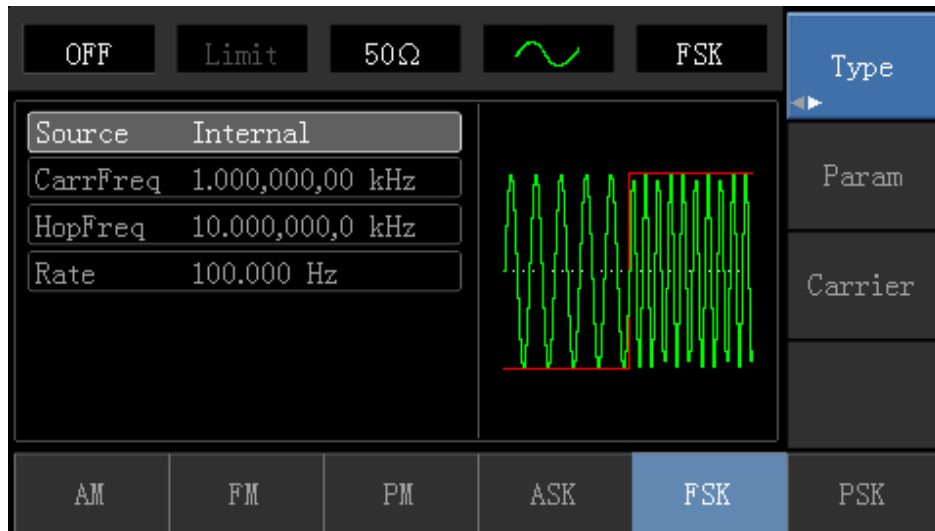 OFF Limit 50Ω FSK Type
Source Internal
CarrFreq 1.000,000,00 kHz
HopFreq 10.000,000,0 kHz
Rate 100.000 Hz
Param
Carrier
AM FM PM ASK FSK PSK